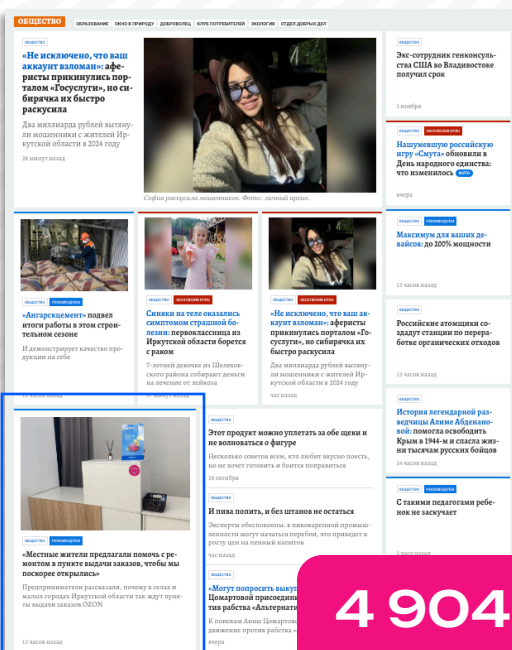 ОБЩЕСТВО
ОБРАЗОВАНИЕ ОКНО В ПРИРОДУ ДОБРОВОЛЕЦ КЛУБ ПОТРЕБИТЕЛЕЙ ЭКОЛОГИЯ ОТДЕЛ ДОБРЫХ ДЕЛ
ОБЩЕСТВО
«Не исключено, что ваш
аккаунт взломан»: афе-
ристы прикинулись пор-
талом «Госуслуги», но си-
бирячка их быстро
раскусила
Два миллиарда рублей вытяну-
ли мошенники с жителей Ир-
кутской области в 2024 году
28 минут назад
София раскусила мошенников. Фото: личный архив.
ОБЩЕСТВО РЕКОМЕНДУЕМ
«Ангарскцемент» подвел
итоги работы в этом строи-
тельном сезоне
И демонстрирует качество про-
дукции на себе
ОБЩЕСТВО ЭКСКЛЮЗИВ КП.RU
Синяки на теле оказались
симптомом страшной бо-
лезни: первоклассница из
Иркутской области борется
с раком
7-летней девочке из Шелехов-
ского района собирают деньги
на лечение от лейкоза
ОБЩЕСТВО ЭКСКЛЮЗИВ КП.RU
«Не исключено, что ваш ак-
каунт взломан»: аферисты
прикинулись порталом «Го-
суслуги», но сибирячка их
быстро раскусила
Два миллиарда рублей вытяну-
ли мошенники с жителей Ир-
кутской области в 2024 году
час назад
ОБЩЕСТВО РЕКОМЕНДУЕМ
«Местные жители предлагали помочь с ре-
монтом в пункте выдачи заказов, чтобы мы
поскорее открылись»
Предприниматели рассказали, почему в селах и
малых городах Иркутской области так ждут пунк-
ты выдачи заказов OZON
13 часов назад
ОБЩЕСТВО
Этот продукт можно уплетать за обе щеки и
не волноваться о фигуре
Несколько советов всем, кто любит вкусно поесть,
но не хочет готовить и боится поправиться
18 октября
ОБЩЕСТВО
И пива попить, и без штанов не остаться
Эксперты обеспокоены: в пивоваренной промыш-
ленности могут начаться перебои, что приведет к
росту цен на пенный напиток
час назад
ОБЩЕСТВО
«Могут попросить выкуп
Цомартовой присоедини
тив рабства «Альтернати
К поискам Анны Цомартово
движение против рабства «
вчера
ОБЩЕСТВО
Экс-сотрудник генконсуль-
ства США во Владивостоке
получил срок
1 ноября
ОБЩЕСТВО ЭКСКЛЮЗИВ КП.RU
Нашумевшую российскую
игру «Смута» обновили в
День народного единства:
что изменилось ФОТО
вчера
ОБЩЕСТВО РЕКОМЕНДУЕМ
Максимум для ваших де-
вайсов: до 200% мощности
13 часов назад
ОБЩЕСТВО
Российские атомщики со-
здадут станции по перера-
ботке органических отходов
13 часов назад
ОБЩЕСТВО
История легендарной раз-
ведчицы Алиме Абденано-
вой: помогла освободить
Крым в 1944-м и спасла жиз-
ни тысячам русских бойцов
14 часов назад
ОБЩЕСТВО РЕКОМЕНДУЕМ
С такими педагогами ребе-
нок не заскучает
4 904